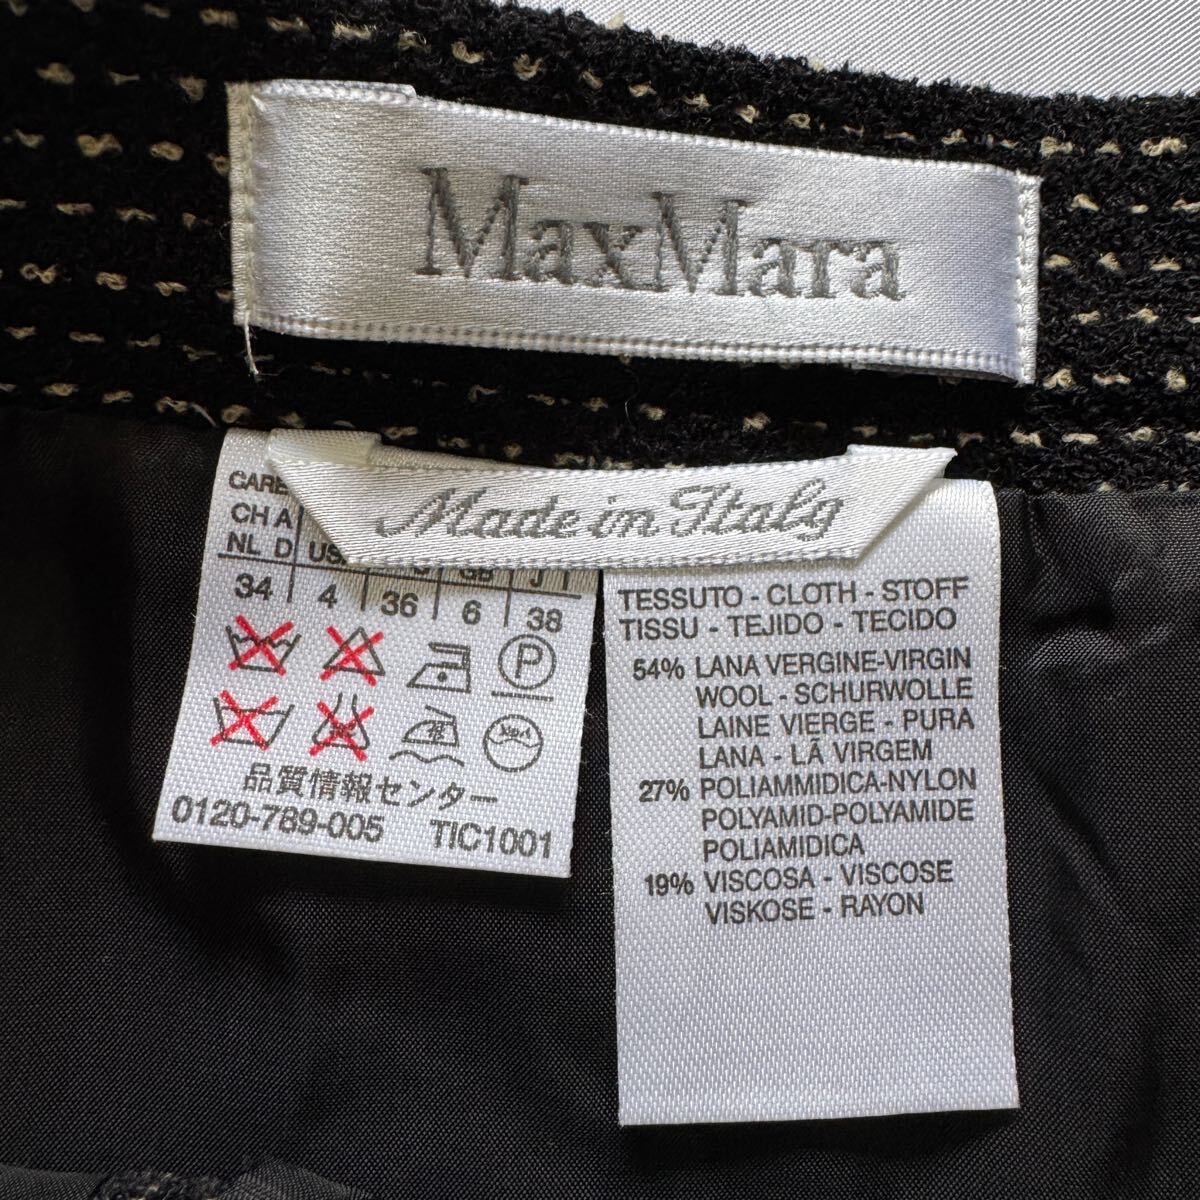 MaxMara
Made in Italy
CARE
CH A
NL D
34 4 36 6 38
P
品質情報センター
0120-789-005 TIC1001
TESSUTO - CLOTH - STOFF
TISSU - TEJIDO - TECIDO
54% LANA VERGINE-VIRGIN
WOOL - SCHURWOLLE
LAINE VIERGE - PURA
LANA - LÃ VIRGEM
27% POLIAMMIDICA-NYLON
POLYAMID-POLYAMIDE
POLIAMIDICA
19% VISCOSA - VISCOSE
VISKOSE - RAYON